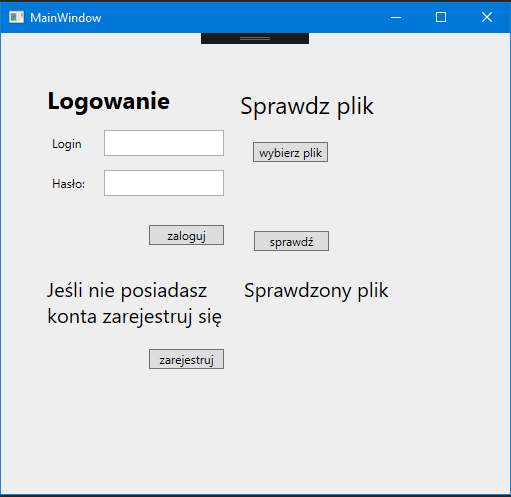 MainWindow
Logowanie
Login
Hasło:
zaloguj
Jeśli nie posiadasz
konta zarejestruj się
zarejestruj
Sprawdz plik
wybierz plik
sprawdź
Sprawdzony plik